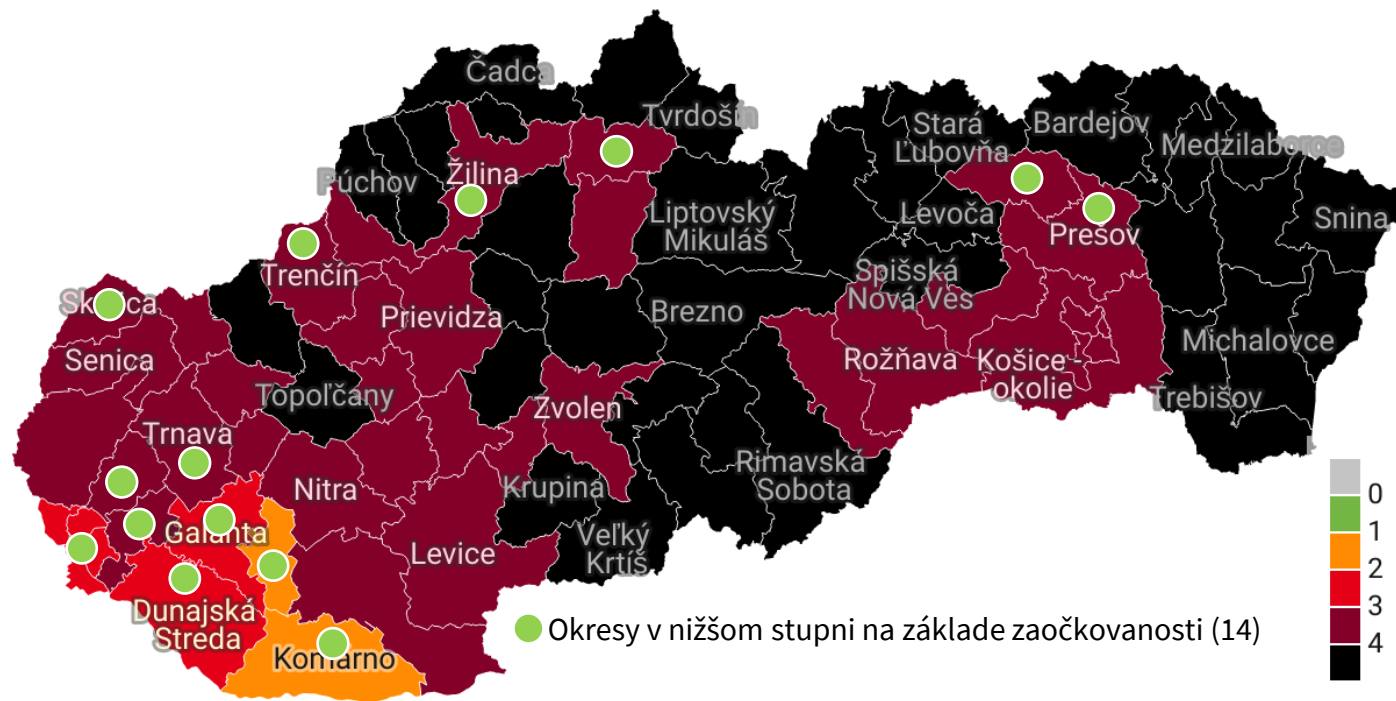 Čadca
Tvrdošín
Stará
Ľubovňa
Bardejov
Medzilaborce
Púchov
Žilina
Levoča
Snina
Liptovský
Mikuláš
Prešov
Trenčín
Spišská
Nová Ves
Skalica
Prievidza
Brezno
Senica
Rožňava
Košice -
okolie
Michalovce
Topoľčany
Zvolen
Trebišov
Trnava
Rimavská
Sobota
Nitra
Krupina
Galanta
Levice
Veľký
Krtíš
Dunajská
Streda
Komárno
Okresy v nižšom stupni na základe zaočkovanosti (14)
0
1
2
3
4